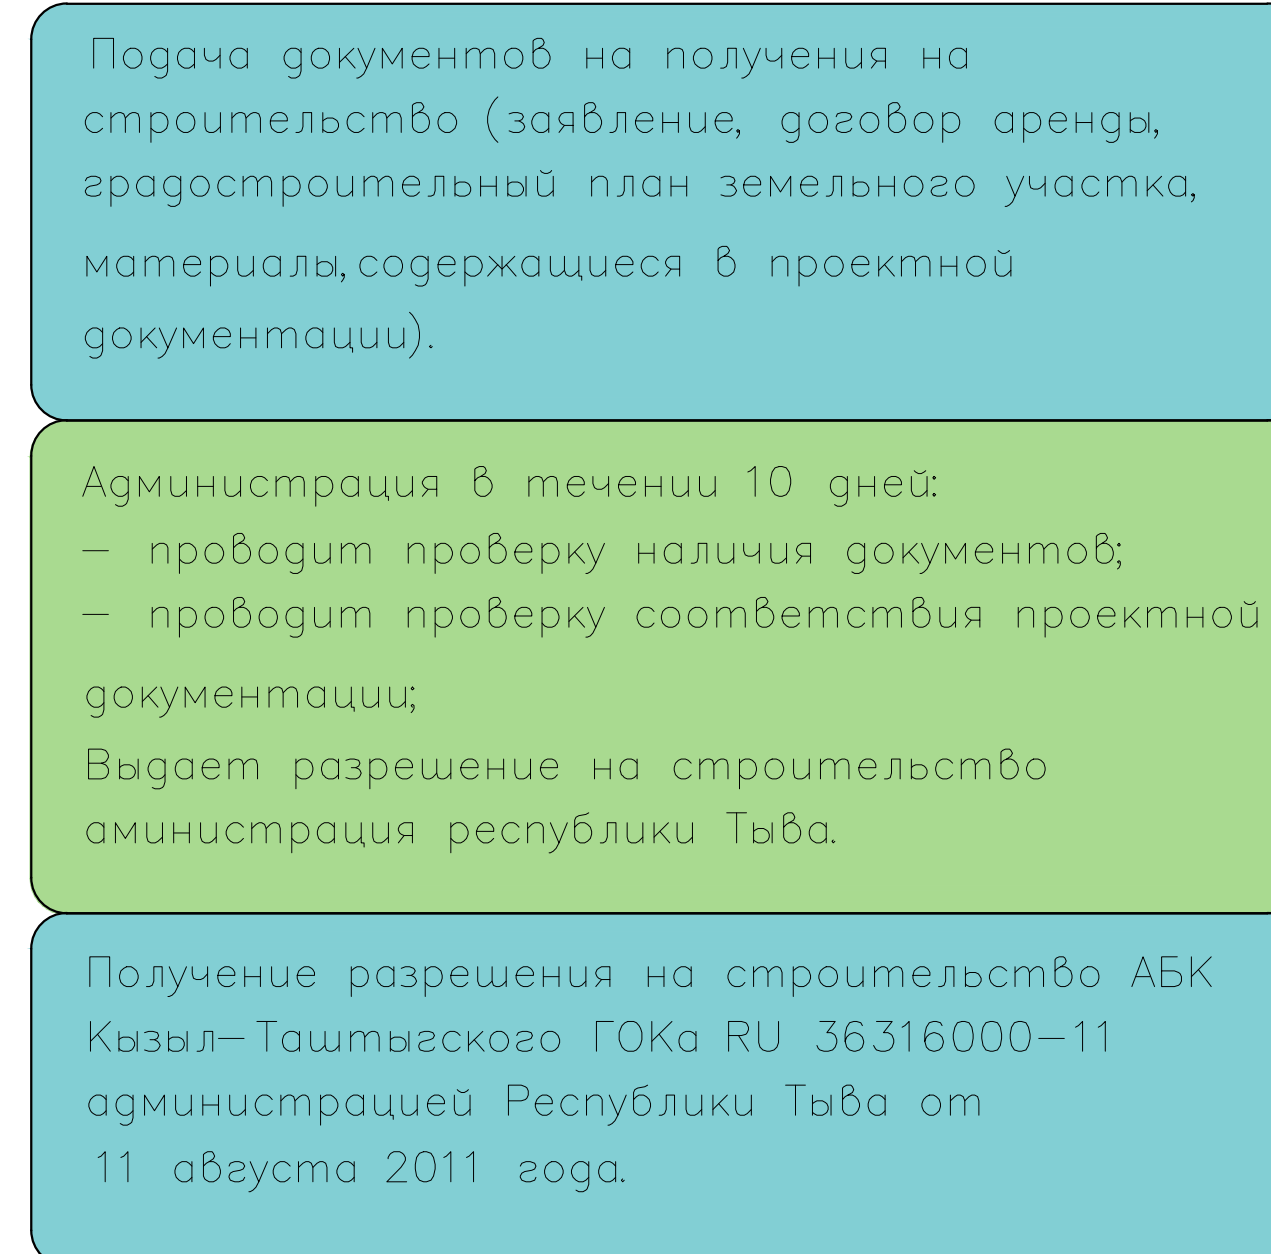 Подача документов на получения на
строительство (заявление, договор аренды,
градостроительный план земельного участка,
материалы, содержащиеся в проектной
документации).
Администрация в течении 10 дней:
– проводит проверку наличия документов;
– проводит проверку соответствия проектной
документации;
Выдает разрешение на строительство
аминистрация республики Тыва.
Получение разрешения на строительство АБК
Кызыл–Таштыгского ГОКа RU 36316000–11
администрацией Республики Тыва от
11 августа 2011 года.